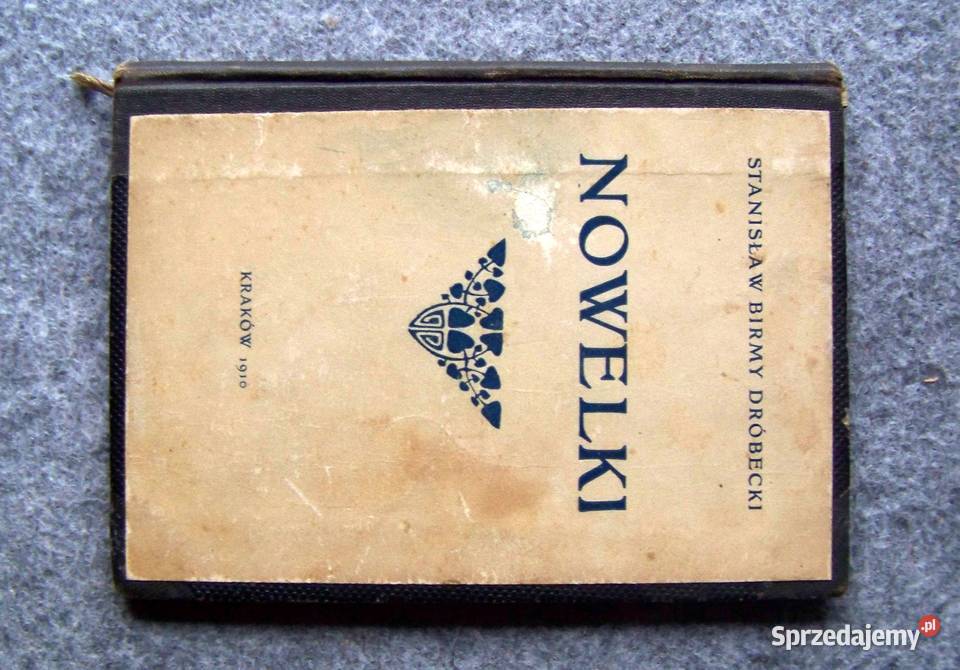 STANISŁAW BIRMY DRÓBECKI
NOWELKI
KRAKÓW 1910
Sprzedajemy.pl